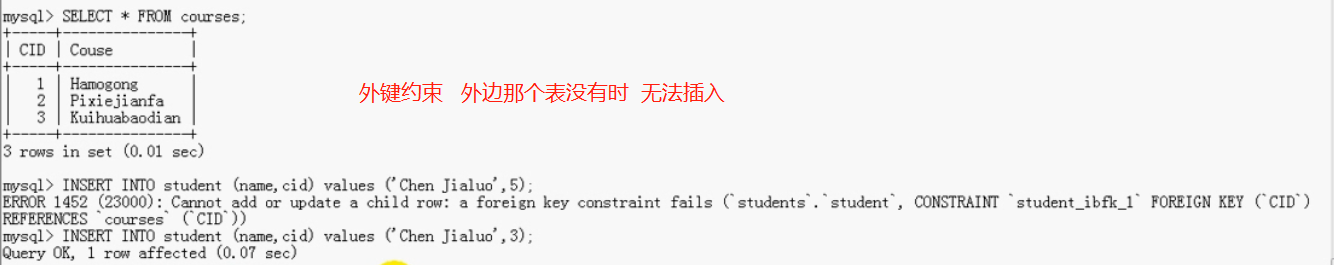 mysql> SELECT * FROM courses;
+-----+---------------+
| CID | Couse         |
+-----+---------------+
|   1 | Hamogong      |
|   2 | Pixiejianfa   |
|   3 | Kuihuabaodian |
+-----+---------------+
外键约束   外边那个表没有时  无法插入
3 rows in set (0.01 sec)
mysql> INSERT INTO student (name,cid) values ('Chen Jialuo',5);
ERROR 1452 (23000): Cannot add or update a child row: a foreign key constraint fails (`students`.`student`, CONSTRAINT `student_ibfk_1` FOREIGN KEY (`CID`)
REFERENCES `courses` (`CID`))
mysql> INSERT INTO student (name,cid) values ('Chen Jialuo',3);
Query OK, 1 row affected (0.07 sec)